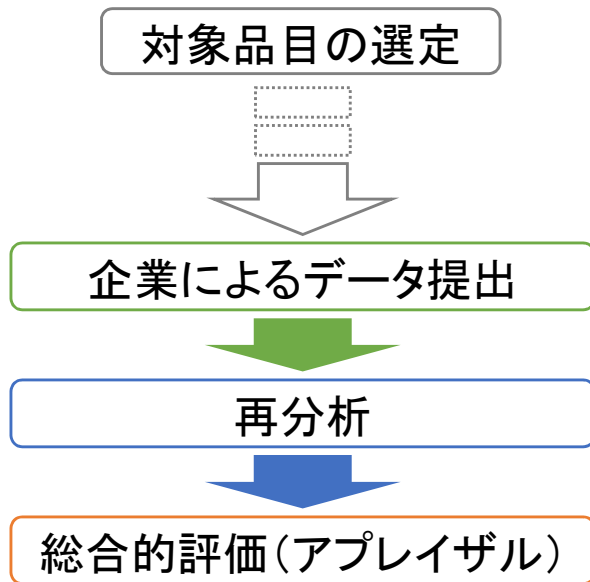 対象品目の選定
企業によるデータ提出
再分析
総合的評価（アプレイザル）